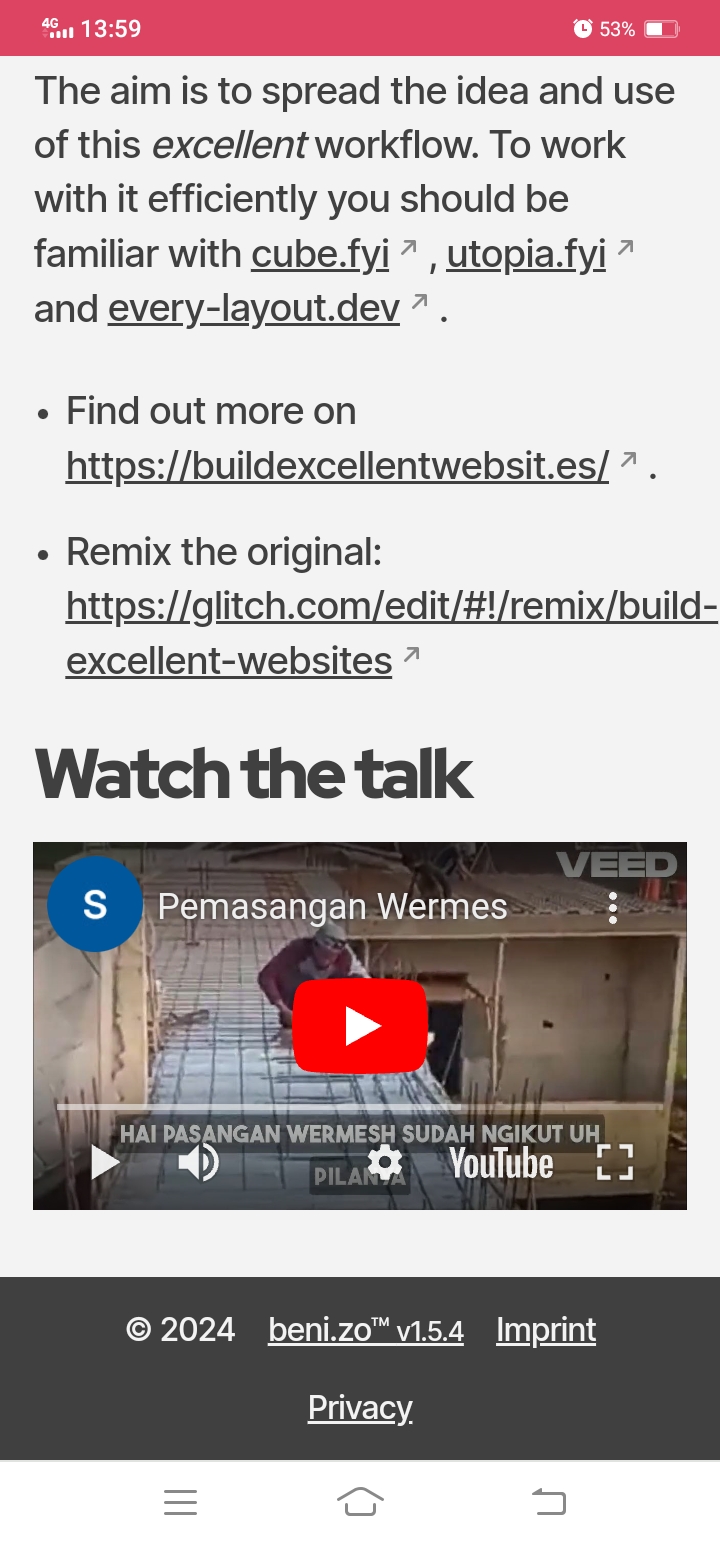 4G 13:59 53%
The aim is to spread the idea and use
of this excellent workflow. To work
with it efficiently you should be
familiar with cube.fyi ↗ , utopia.fyi ↗
and every-layout.dev ↗ .
• Find out more on
https://buildexcellentwebsit.es/ ↗ .
• Remix the original:
https://glitch.com/edit/#!/remix/build-
excellent-websites ↗
Watch the talk
VEED
S Pemasangan Wermes
HAI PASANGAN WERMESH SUDAH NGIKUT UH
YouTube
© 2024 beni.zo™ v1.5.4 Imprint
Privacy